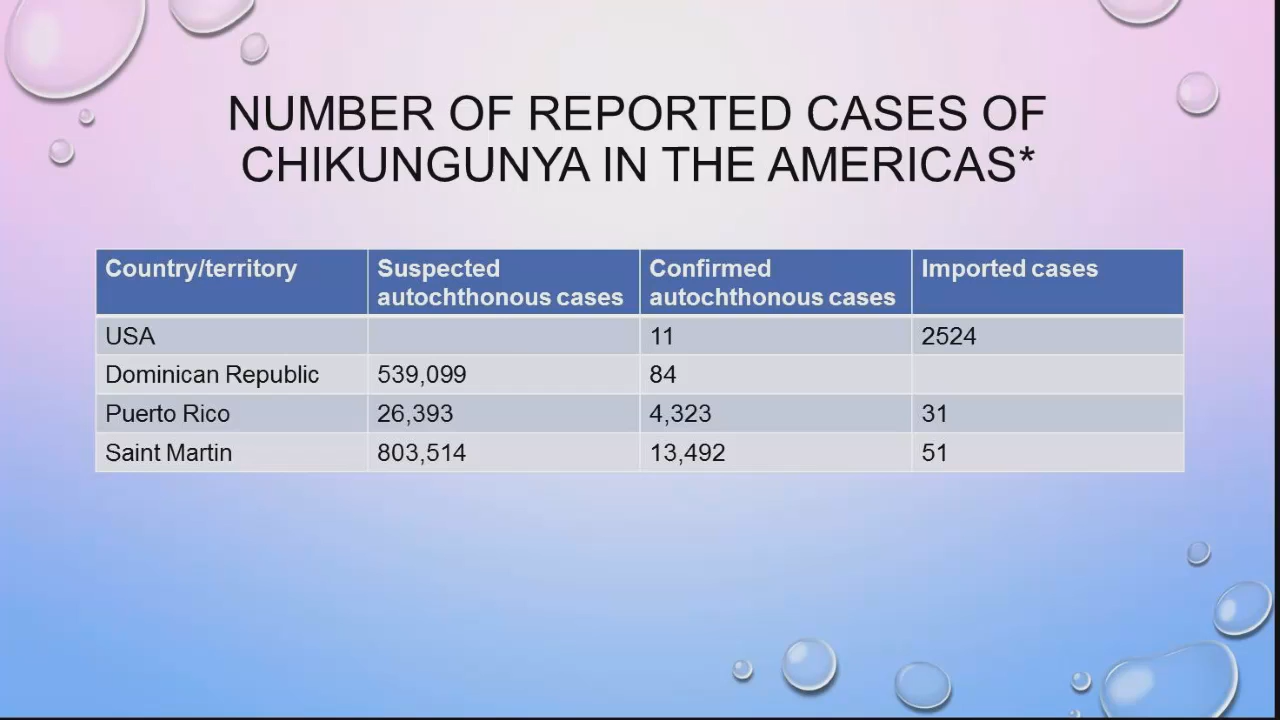 NUMBER OF REPORTED CASES OF
CHIKUNGUNYA IN THE AMERICAS*
Country/territory Suspected autochthonous cases Confirmed autochthonous cases Imported cases
USA 11 2524
Dominican Republic 539,099 84
Puerto Rico 26,393 4,323 31
Saint Martin 803,514 13,492 51